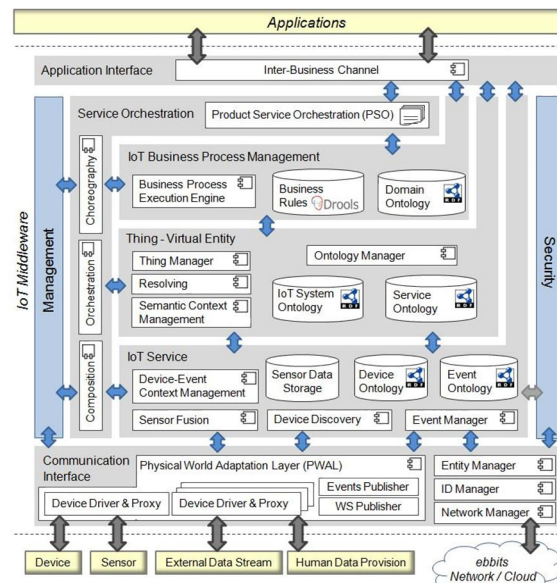 Applications
Application Interface
Inter-Business Channel
Service Orchestration
Product Service Orchestration (PSO)
IoT Middleware
Management
Security
Choreography
IoT Business Process Management
Business Process
Execution Engine
Business
Rules
Drools
Domain
Ontology
RDF
Orchestration
Thing - Virtual Entity
Thing Manager
Ontology Manager
Resolving
Semantic Context
Management
IoT System
Ontology
RDF
Service
Ontology
RDF
Composition
IoT Service
Device-Event
Context Management
Sensor Data
Storage
Device
Ontology
RDF
Event
Ontology
RDF
Sensor Fusion
Device Discovery
Event Manager
Communication
Interface
Physical World Adaptation Layer (PWAL)
Entity Manager
Events Publisher
ID Manager
Device Driver & Proxy
Device Driver & Proxy
WS Publisher
Network Manager
Device
Sensor
External Data Stream
Human Data Provision
ebbits
Network / Cloud